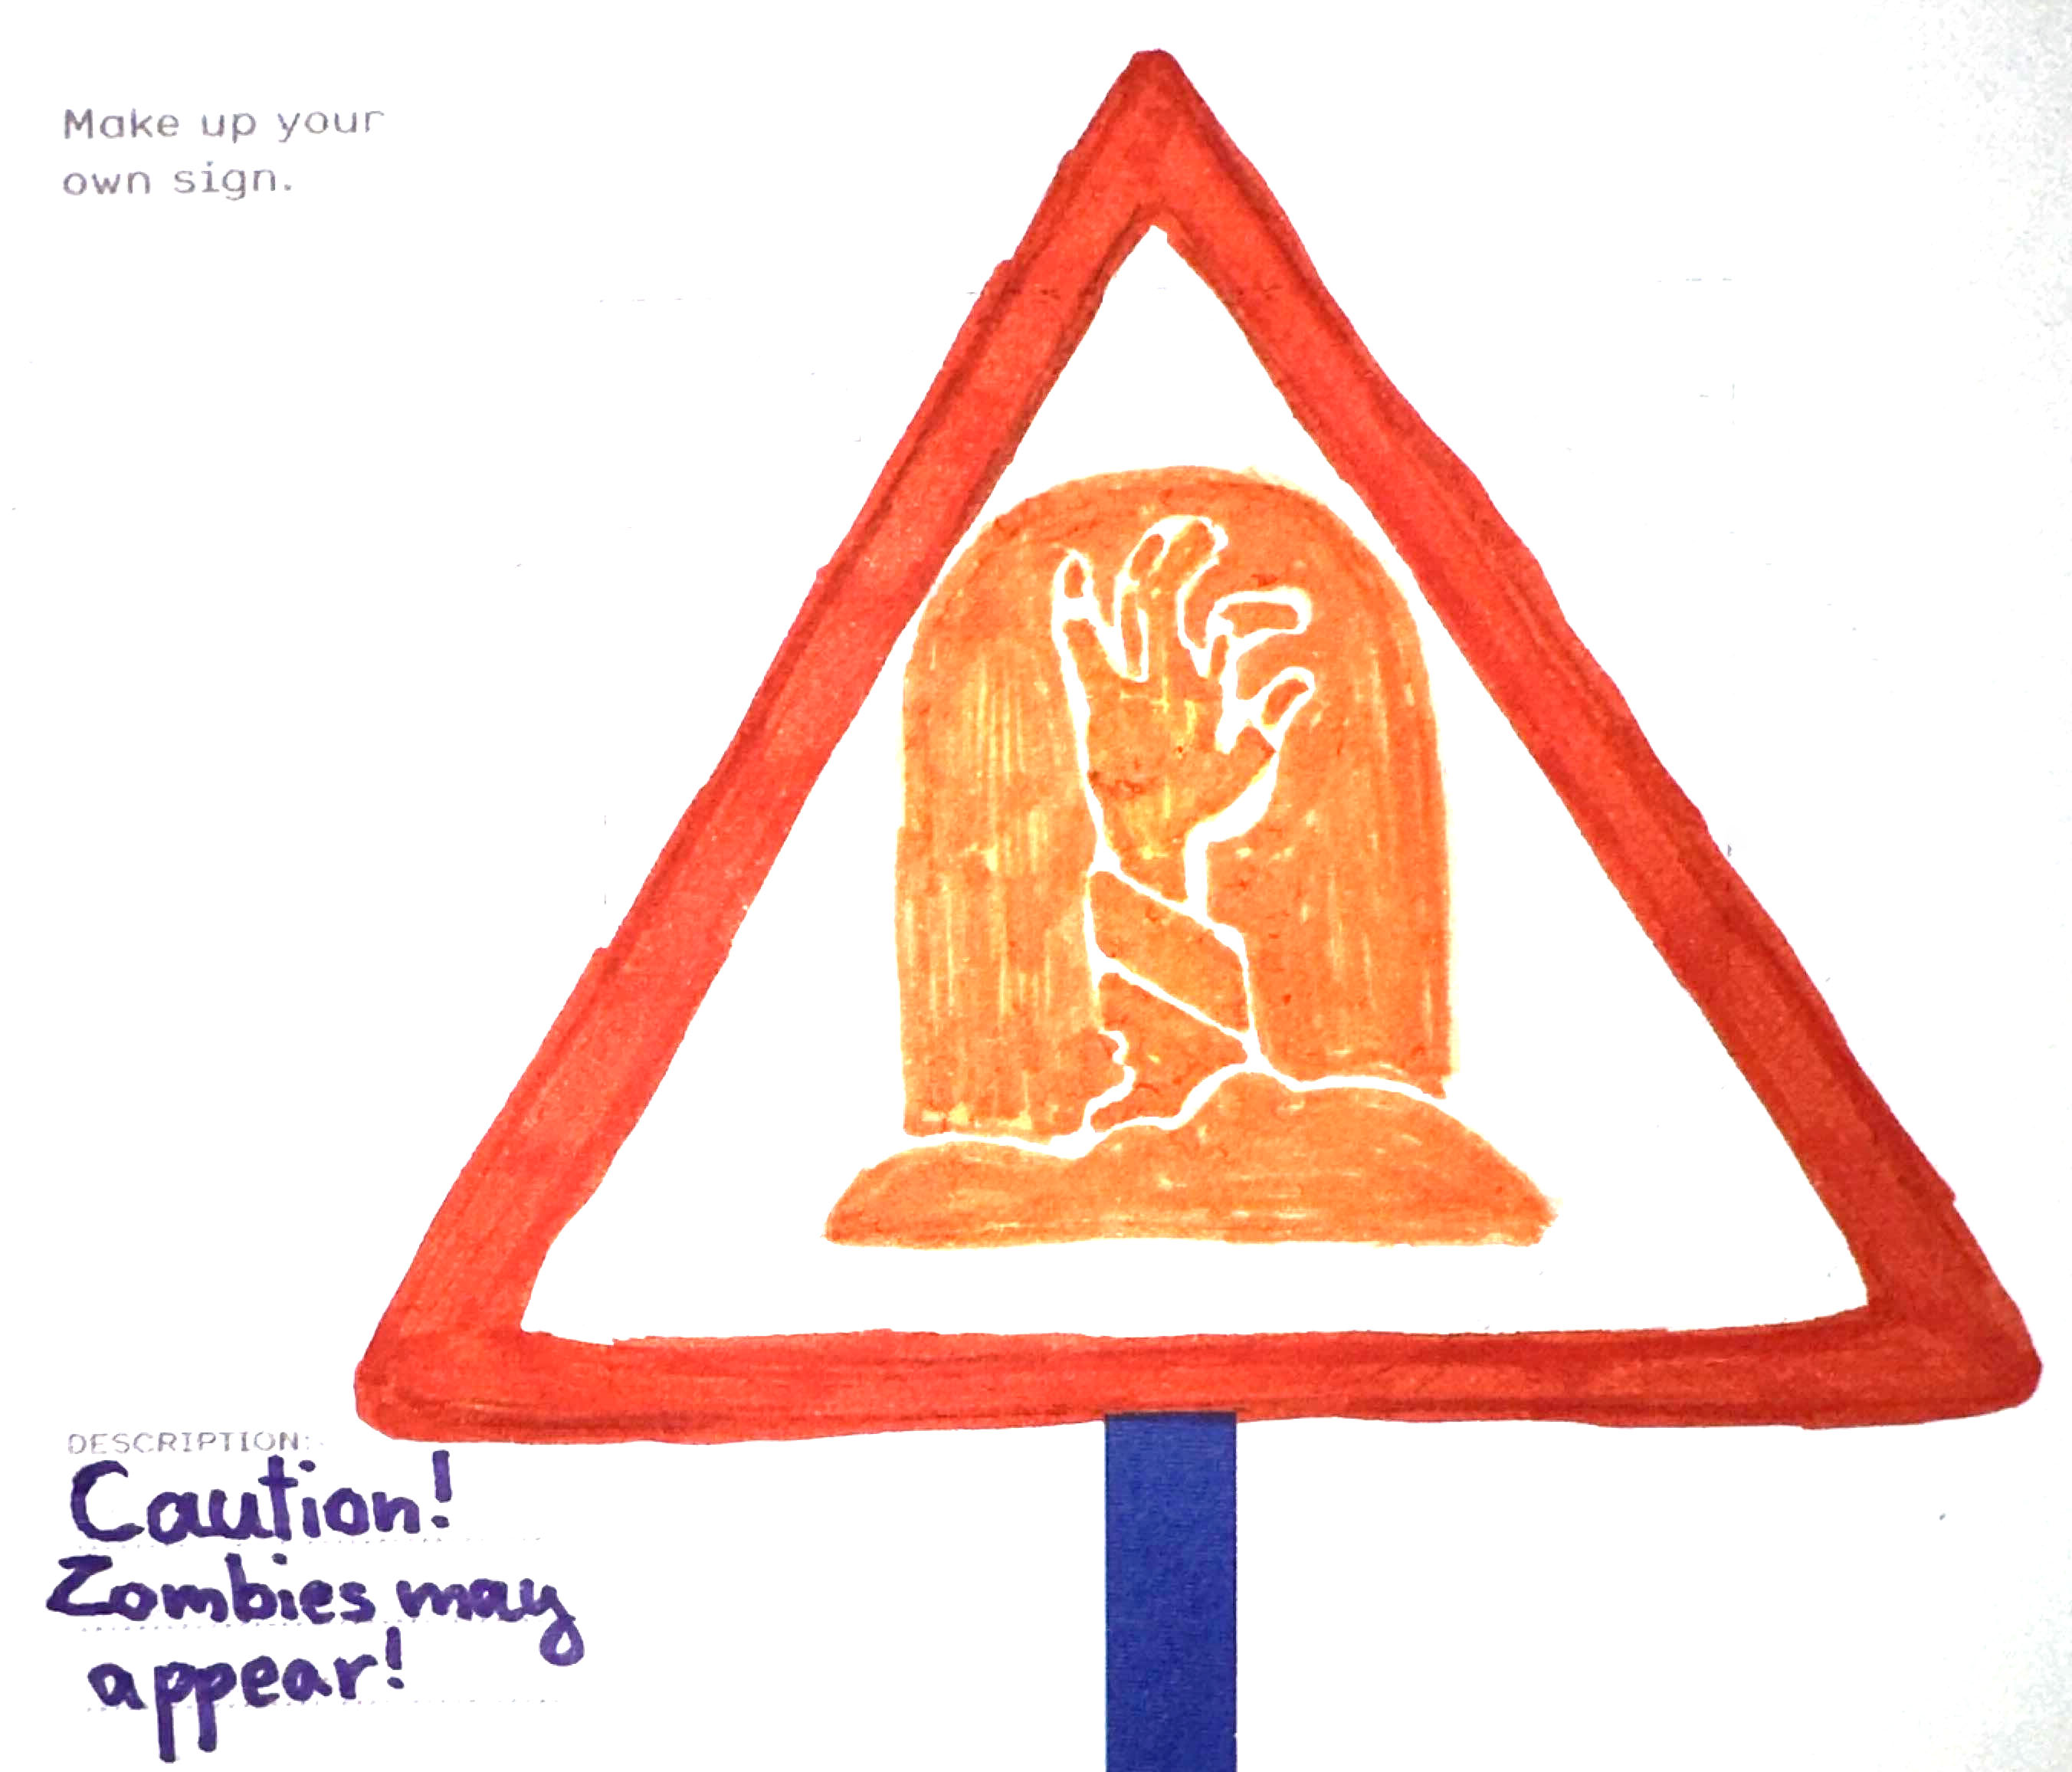 Make up your
own sign.
DESCRIPTION:
Caution!
Zombies may
appear!